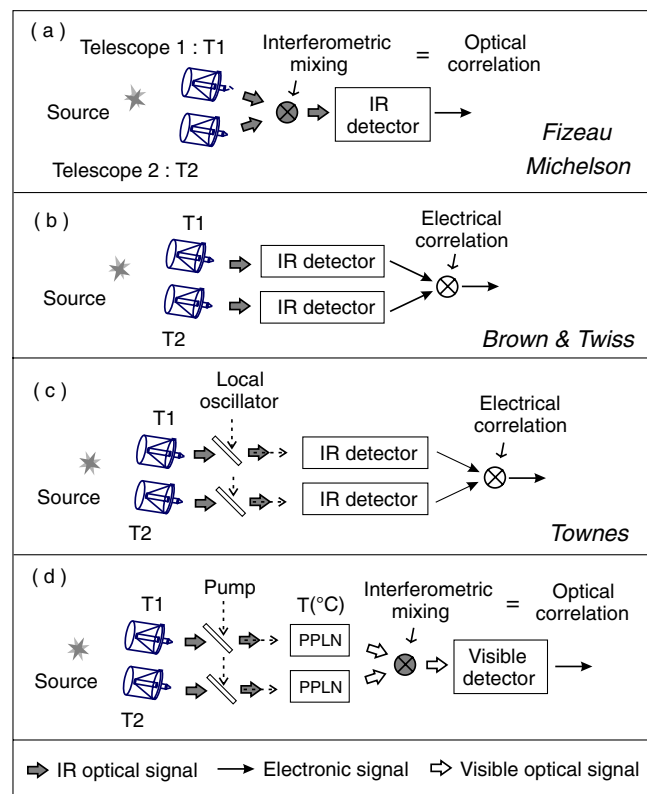 ( a )
Telescope 1 : T1
Interferometric mixing
=
Optical correlation
Source
IR detector
Telescope 2 : T2
Fizeau
Michelson
( b )
T1
Electrical correlation
IR detector
Source
IR detector
T2
Brown & Twiss
( c )
Local oscillator
T1
Electrical correlation
IR detector
Source
IR detector
T2
Townes
( d )
Pump
T(°C)
Interferometric mixing
=
Optical correlation
T1
PPLN
Visible detector
Source
PPLN
T2
IR optical signal
Electronic signal
Visible optical signal